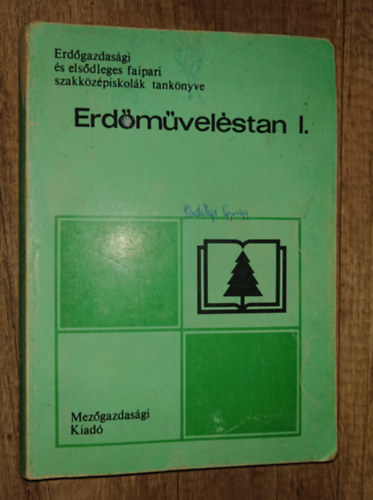 Erdőgazdasági
és elsődleges faipari
szakközépiskolák tankönyve
Erdőműveléstan I.
Mezőgazdasági
Kiadó